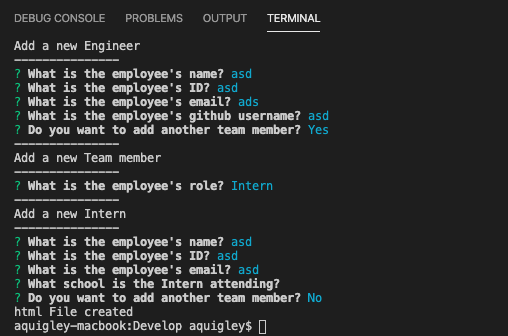 DEBUG CONSOLE PROBLEMS OUTPUT TERMINAL
Add a new Engineer
---------------
? What is the employee's name? asd
? What is the employee's ID? asd
? What is the employee's email? ads
? What is the employee's github username? asd
? Do you want to add another team member? Yes
---------------
Add a new Team member
---------------
? What is the employee's role? Intern
---------------
Add a new Intern
---------------
? What is the employee's name? asd
? What is the employee's ID? asd
? What is the employee's email? asd
? What school is the Intern attending?
? Do you want to add another team member? No
html File created
aquigley-macbook:Develop aquigley$